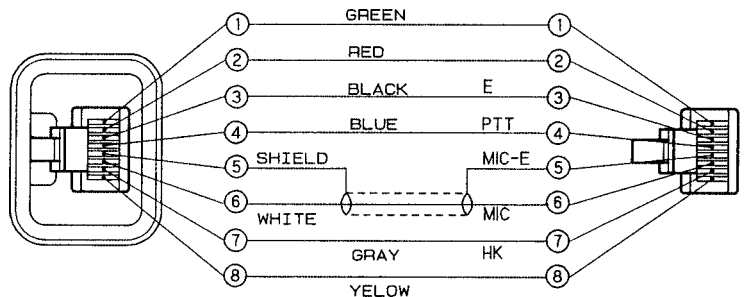 1 GREEN 1
2 RED 2
3 BLACK E 3
4 BLUE PTT 4
5 SHIELD MIC-E 5
6 WHITE MIC 6
7 GRAY HK 7
8 YELOW 8